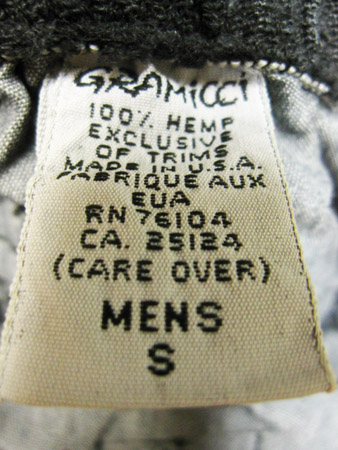 GRAMICCI
100% HEMP
EXCLUSIVE
OF TRIMS
MADE IN U.S.A.
FABRIQUE AUX
EUA
RN 76104
CA. 25124
(CARE OVER)
MENS
S